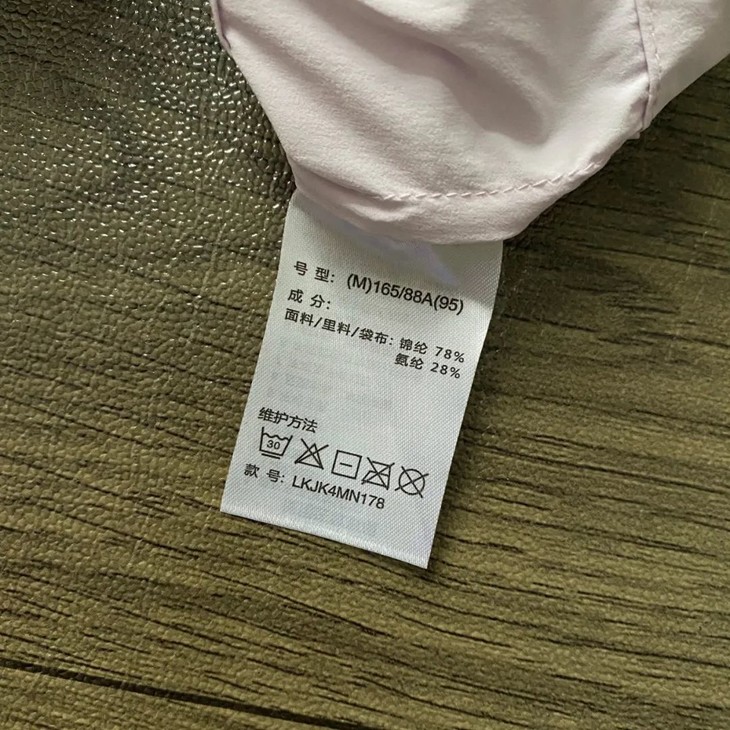 号 型: (M)165/88A(95)
成 分:
面料/里料/袋布: 锦纶 78%
氨纶 28%
维护方法
30
款 号: LKJK4MN178